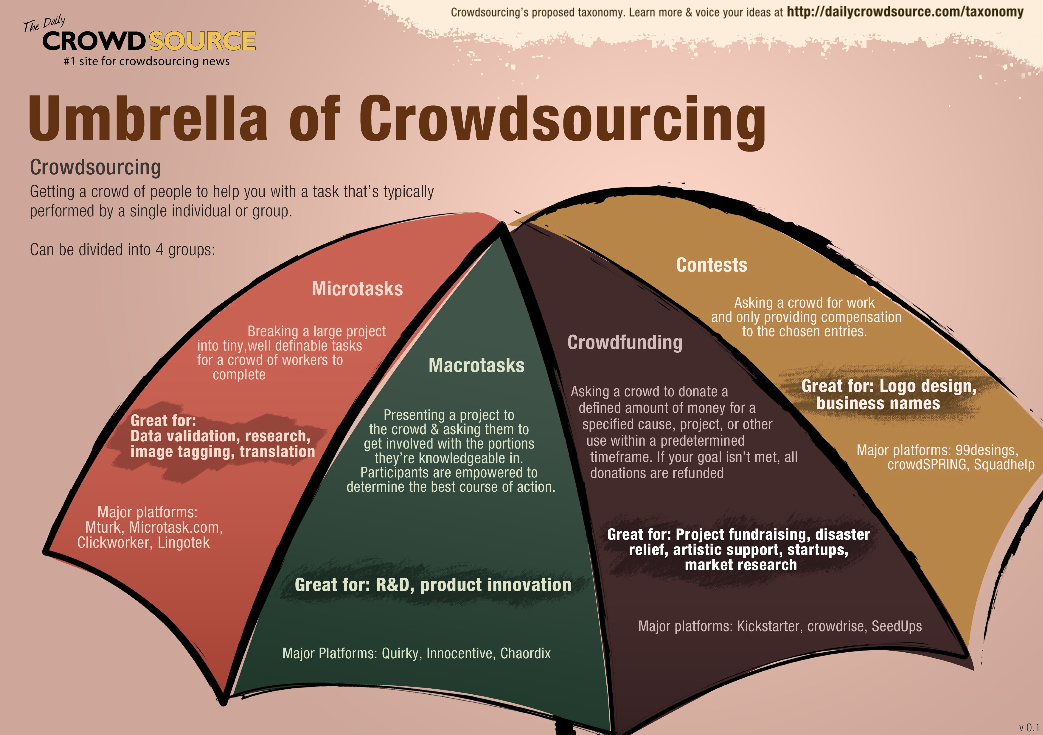 Crowdsourcing's proposed taxonomy. Learn more & voice your ideas at http://dailycrowdsource.com/taxonomy
The Daily
CROWDSOURCE
#1 site for crowdsourcing news
Umbrella of Crowdsourcing
Crowdsourcing
Getting a crowd of people to help you with a task that's typically
performed by a single individual or group.
Can be divided into 4 groups:
Microtasks
Breaking a large project
into tiny,well definable tasks
for a crowd of workers to
complete
Great for:
Data validation, research,
image tagging, translation
Major platforms:
Mturk, Microtask.com,
Clickworker, Lingotek
Macrotasks
Presenting a project to
the crowd & asking them to
get involved with the portions
they're knowledgeable in.
Participants are empowered to
determine the best course of action.
Great for: R&D, product innovation
Major Platforms: Quirky, Innocentive, Chaordix
Crowdfunding
Asking a crowd to donate a
defined amount of money for a
specified cause, project, or other
use within a predetermined
timeframe. If your goal isn't met, all
donations are refunded
Great for: Project fundraising, disaster
relief, artistic support, startups,
market research
Major platforms: Kickstarter, crowdrise, SeedUps
Contests
Asking a crowd for work
and only providing compensation
to the chosen entries.
Great for: Logo design,
business names
Major platforms: 99desings,
crowdSPRING, Squadhelp
v 0.1